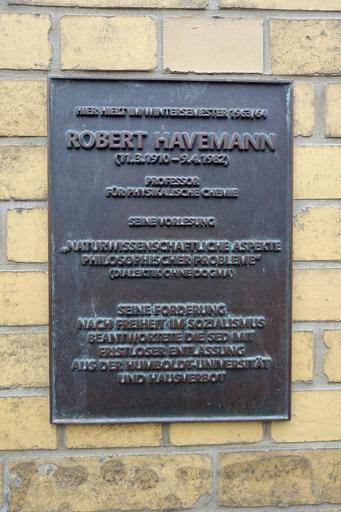 HIER HIELT IM WINTERSEMESTER 1963/64
ROBERT HAVEMANN
(11.3.1910 – 9.4.1982)
PROFESSOR
FÜR PHYSIKALISCHE CHEMIE
SEINE VORLESUNG
„NATURWISSENSCHAFTLICHE ASPEKTE
PHILOSOPHISCHER PROBLEME“
(DIALEKTIK OHNE DOGMA)
SEINE FORDERUNG
NACH FREIHEIT IM SOZIALISMUS
BEANTWORTETE DIE SED MIT
FRISTLOSER ENTLASSUNG
AUS DER HUMBOLDT-UNIVERSITÄT
UND HAUSVERBOT